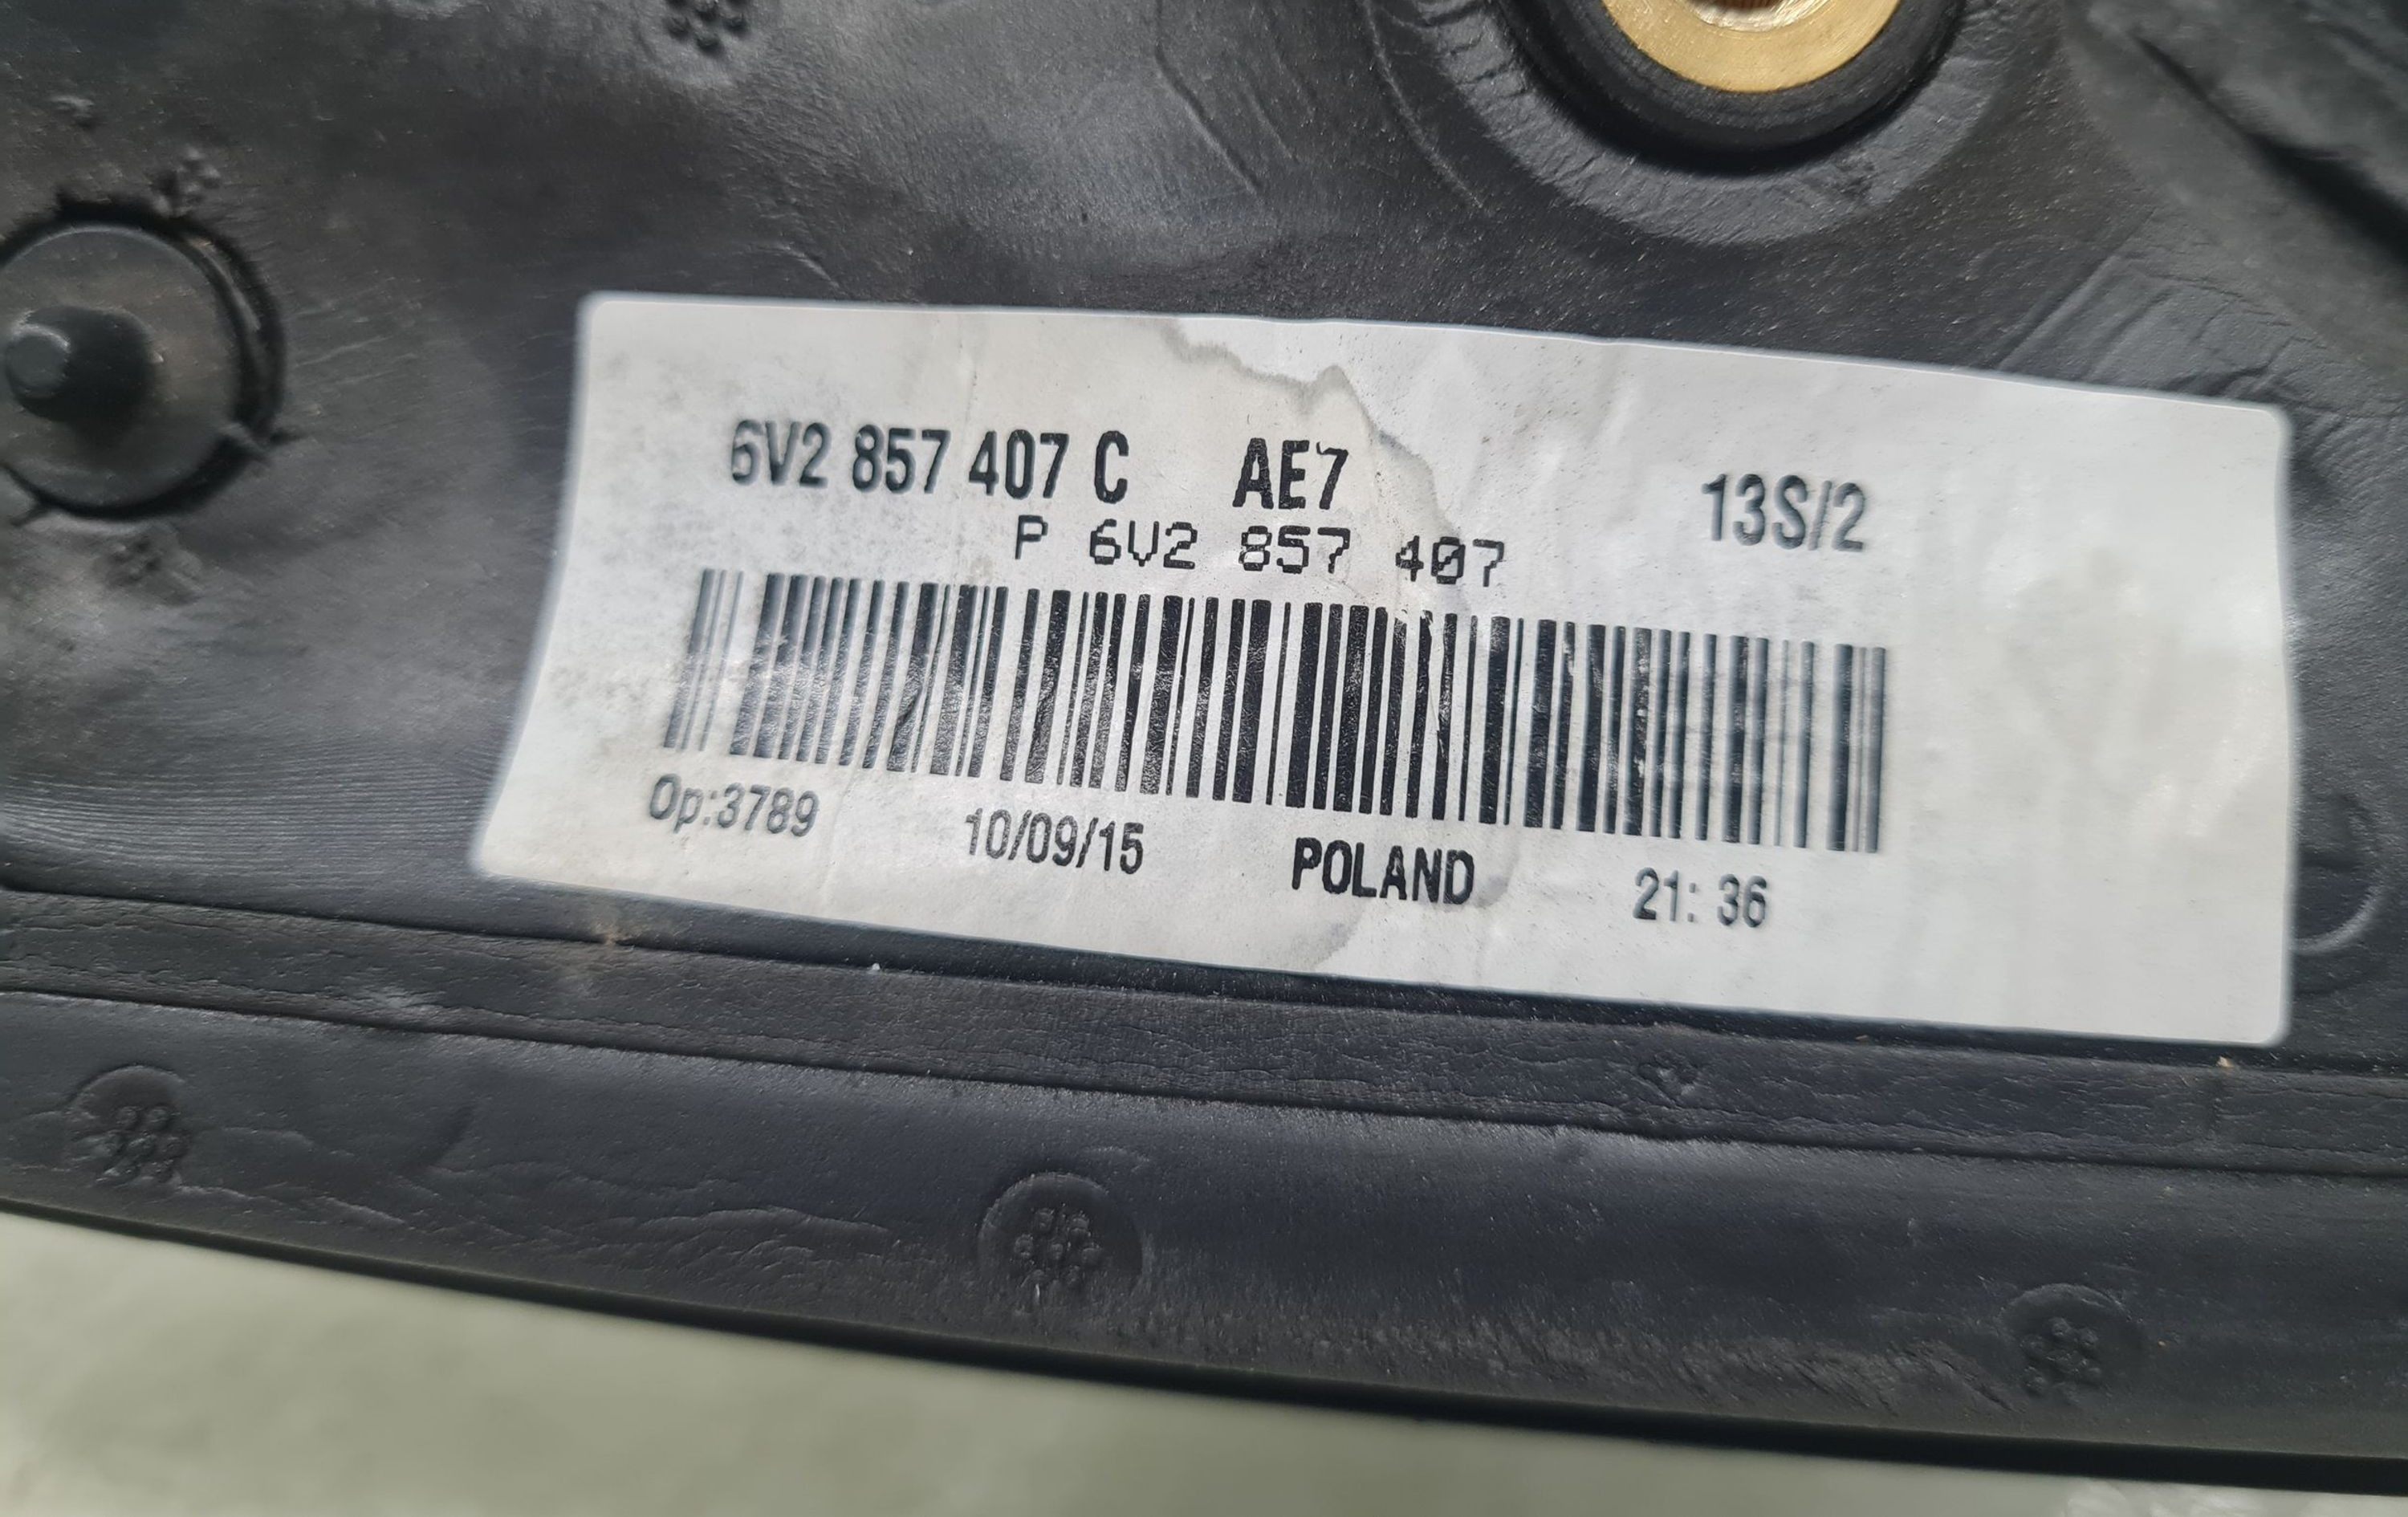 6V2 857 407 C AE7 13S/2
P 6V2 857 407
Op:3789 10/09/15 POLAND 21: 36